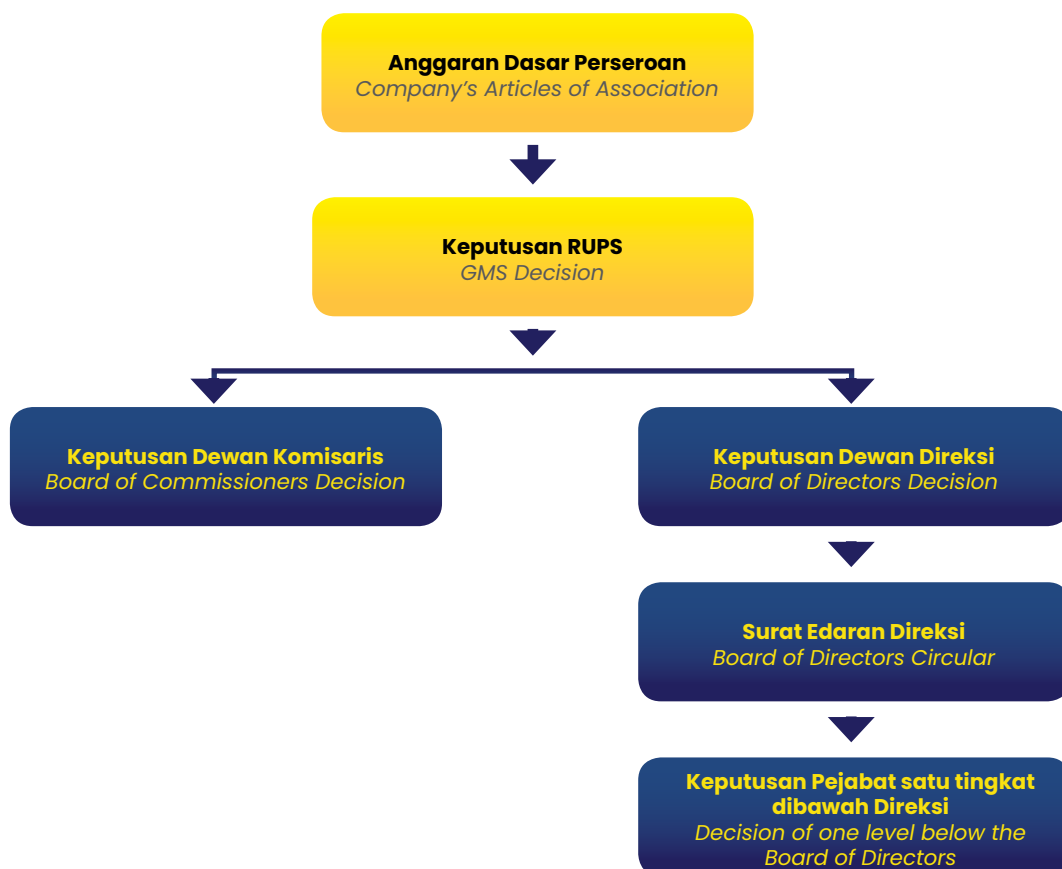 Anggaran Dasar Perseroan
Company's Articles of Association
Keputusan RUPS
GMS Decision
Keputusan Dewan Komisaris
Board of Commissioners Decision
Keputusan Dewan Direksi
Board of Directors Decision
Surat Edaran Direksi
Board of Directors Circular
Keputusan Pejabat satu tingkat
dibawah Direksi
Decision of one level below the
Board of Directors